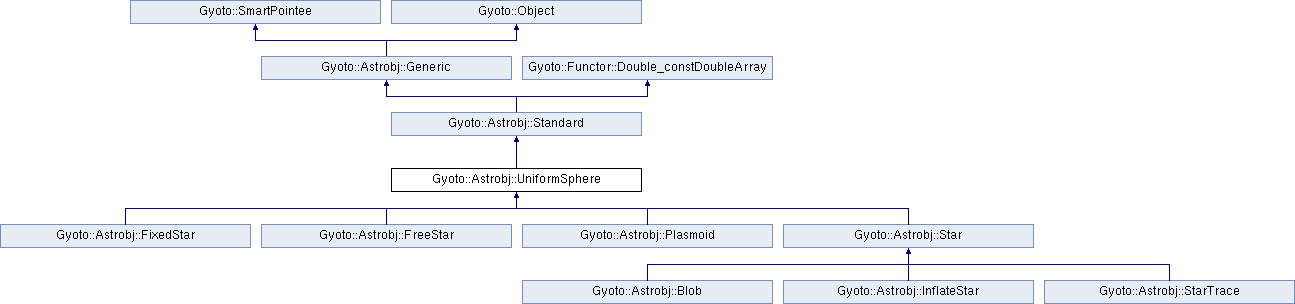 Gyoto::SmartPointee
Gyoto::Object
Gyoto::Astrobj::Generic
Gyoto::Functor::Double_constDoubleArray
Gyoto::Astrobj::Standard
Gyoto::Astrobj::UniformSphere
Gyoto::Astrobj::FixedStar
Gyoto::Astrobj::FreeStar
Gyoto::Astrobj::Plasmoid
Gyoto::Astrobj::Star
Gyoto::Astrobj::Blob
Gyoto::Astrobj::InflateStar
Gyoto::Astrobj::StarTrace